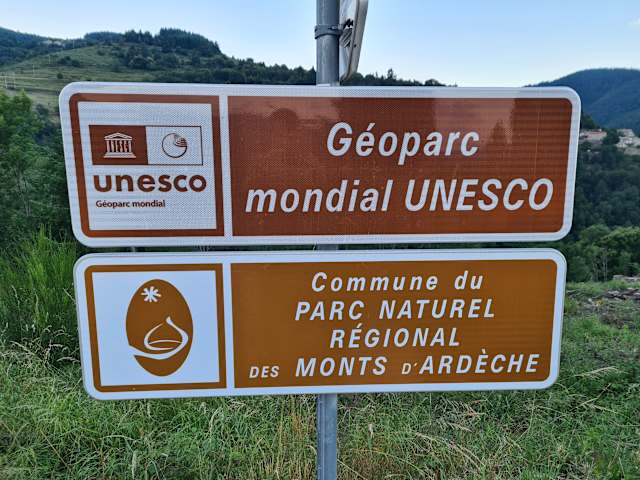 unesco
Géoparc mondial
Géoparc
mondial UNESCO
Commune du
PARC NATUREL
RÉGIONAL
DES MONTS D'ARDÈCHE